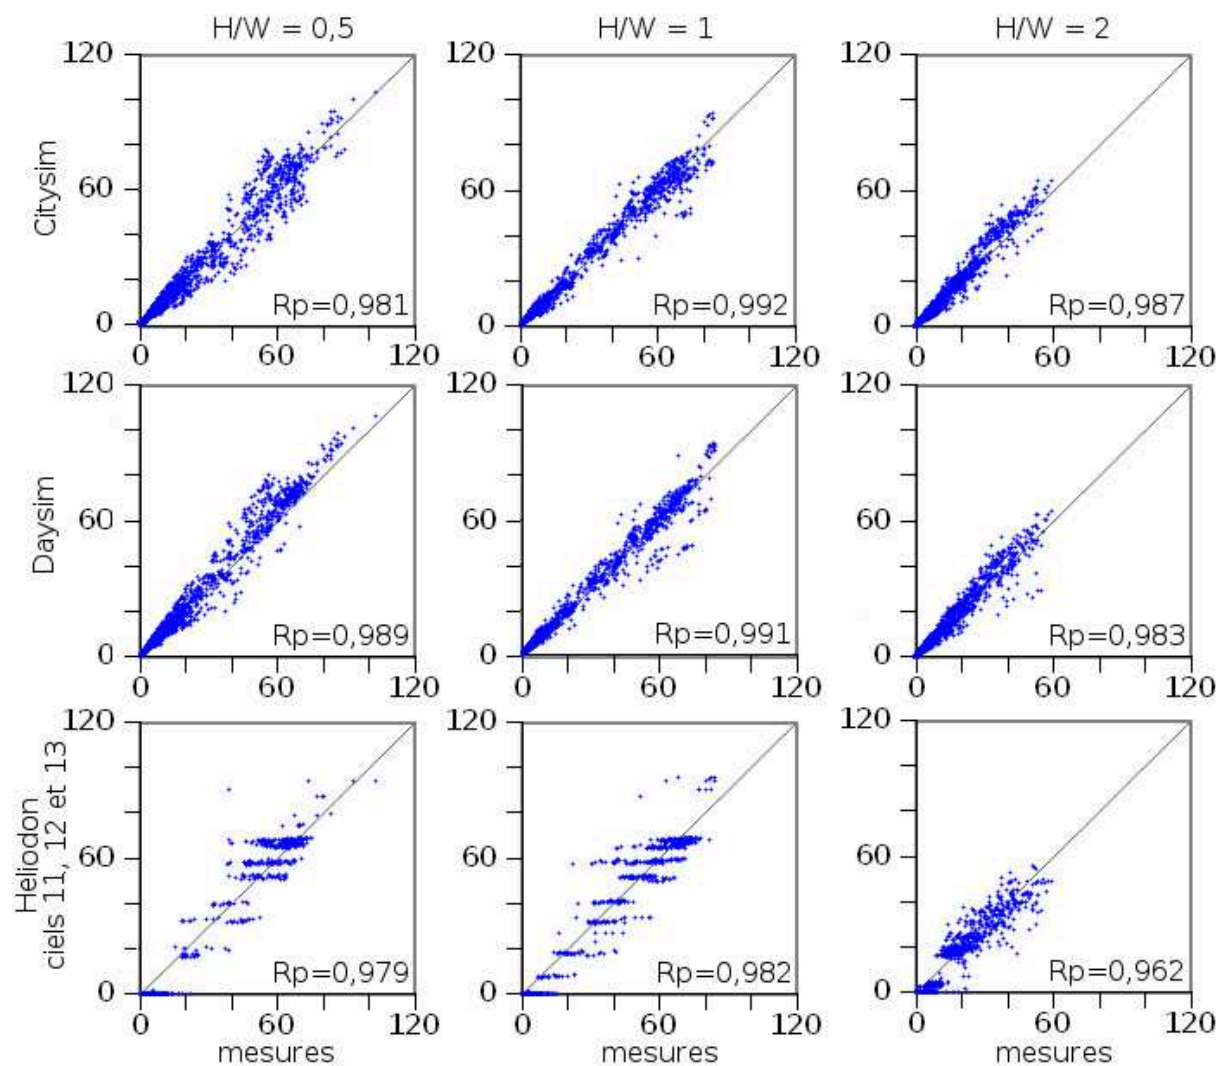 H/W = 0,5 H/W = 1 H/W = 2
120 120 120
Citysim
60 60 60
Rp=0,981 Rp=0,992 Rp=0,987
0 0 0
0 60 120 0 60 120 0 60 120
120 120 120
Daysim
60 60 60
Rp=0,989 Rp=0,991 Rp=0,983
0 0 0
0 60 120 0 60 120 0 60 120
120 120 120
Heliodon
ciels 11, 12 et 13
60 60 60
Rp=0,979 Rp=0,982 Rp=0,962
0 0 0
0 60 120 0 60 120 0 60 120
mesures mesures mesures